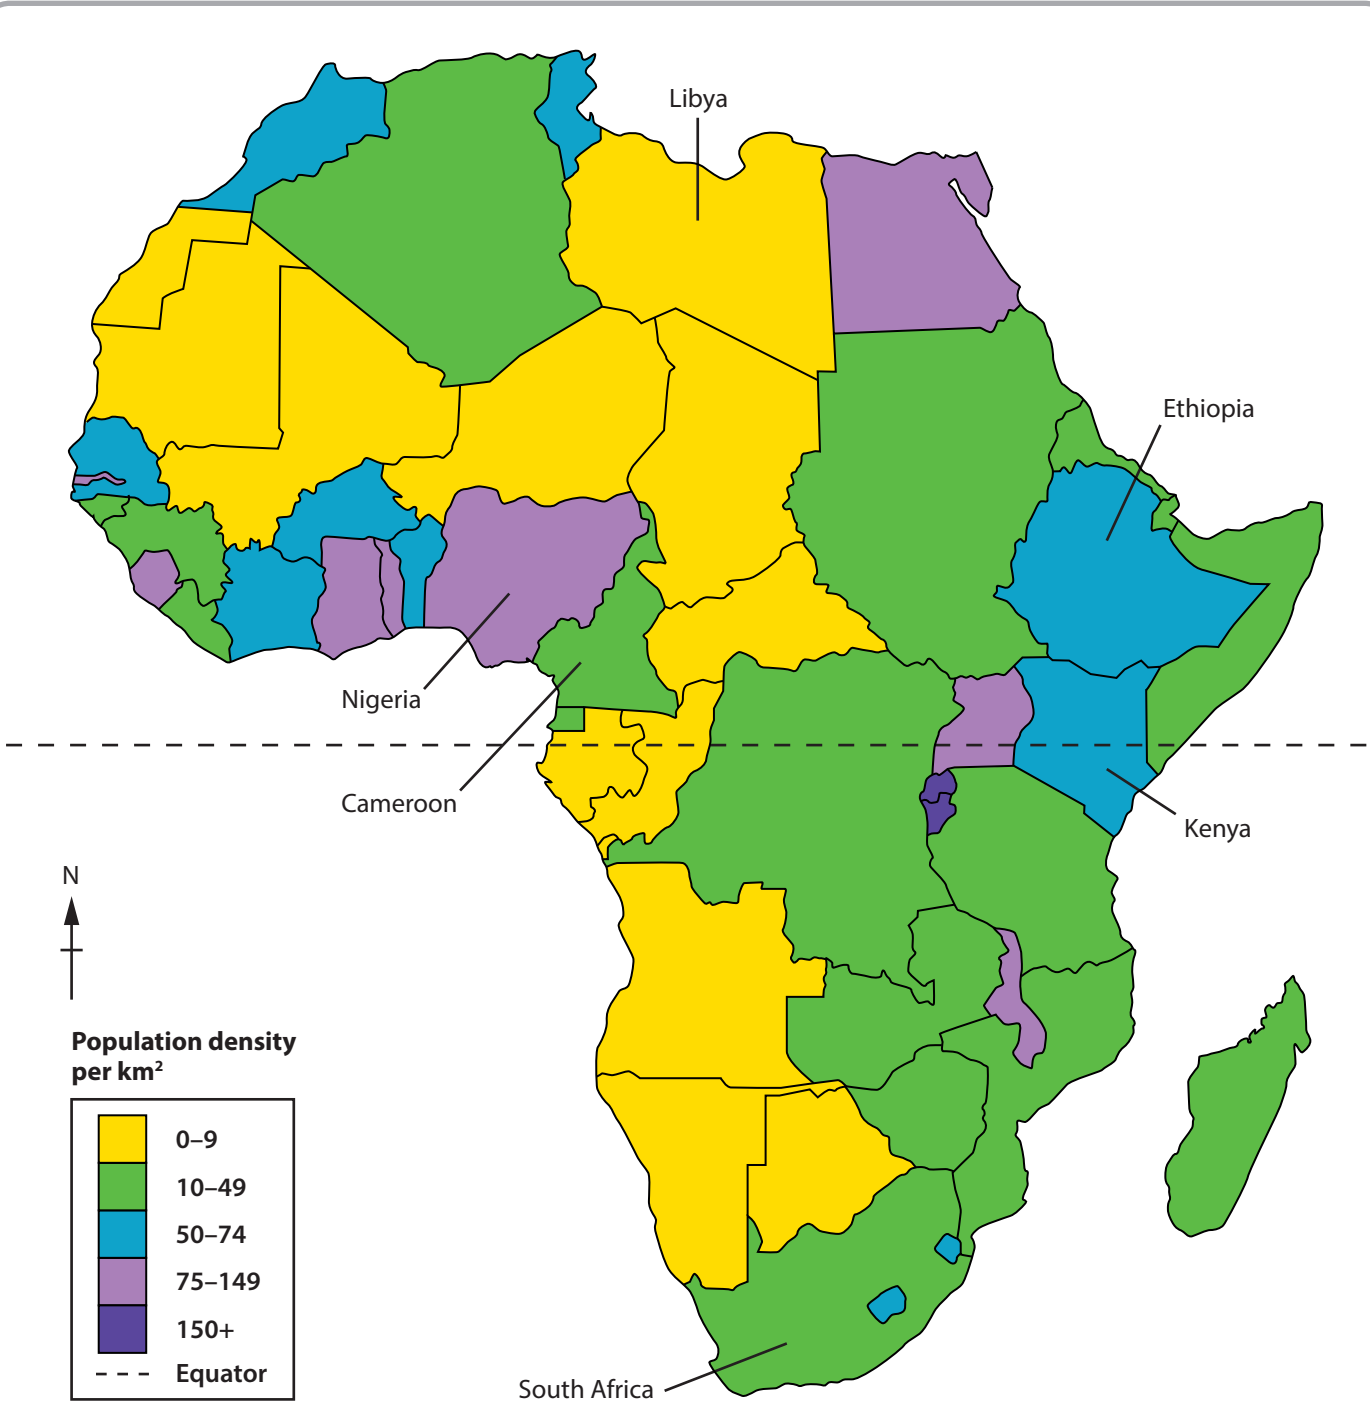 Libya
Ethiopia
Nigeria
Cameroon
Kenya
N
Population density
per km²
0–9
10–49
50–74
75–149
150+
Equator
South Africa